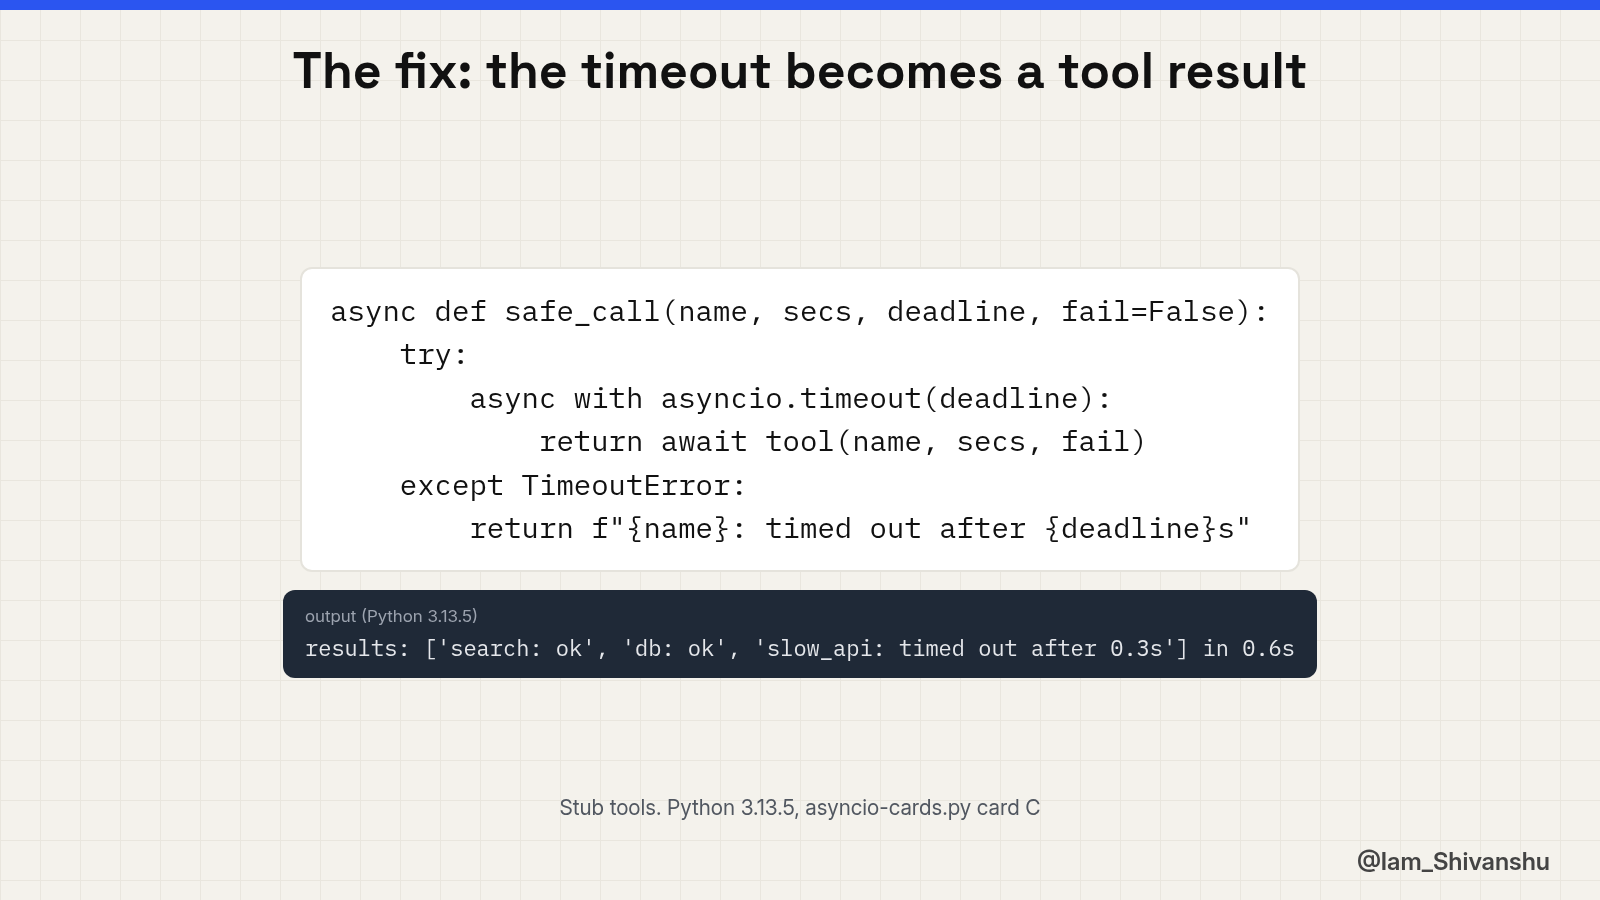 The fix: the timeout becomes a tool result
async def safe_call(name, secs, deadline, fail=False):
    try:
        async with asyncio.timeout(deadline):
            return await tool(name, secs, fail)
    except TimeoutError:
        return f"{name}: timed out after {deadline}s"
output (Python 3.13.5)
results: ['search: ok', 'db: ok', 'slow_api: timed out after 0.3s'] in 0.6s
Stub tools. Python 3.13.5, asyncio-cards.py card C
@Iam_Shivanshu